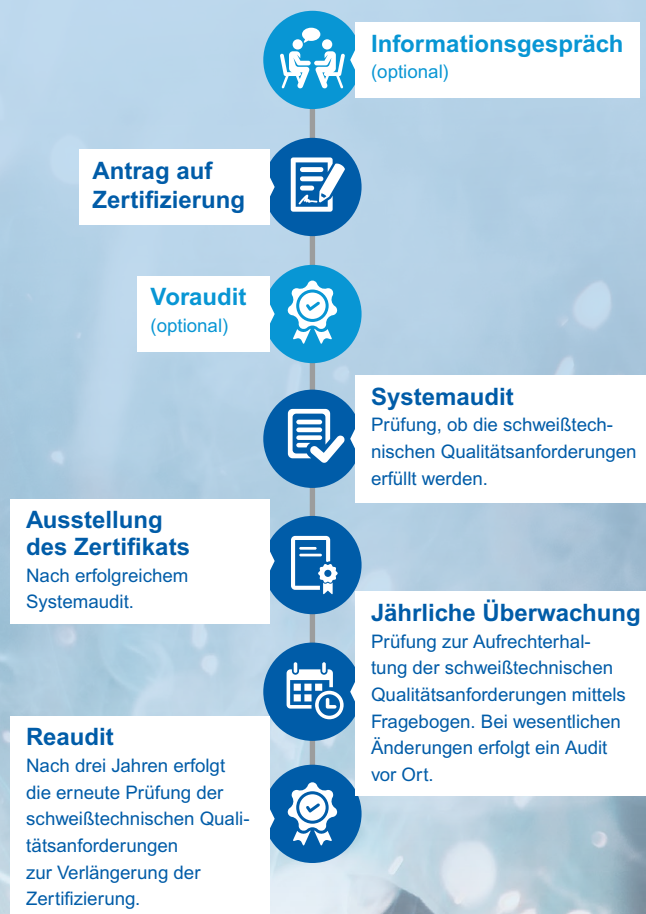 Informationsgespräch
(optional)
Antrag auf
Zertifizierung
Voraudit
(optional)
Systemaudit
Prüfung, ob die schweißtech-
nischen Qualitätsanforderungen
erfüllt werden.
Ausstellung
des Zertifikats
Nach erfolgreichem
Systemaudit.
Jährliche Überwachung
Prüfung zur Aufrechterhal-
tung der schweißtechnischen
Qualitätsanforderungen mittels
Fragebogen. Bei wesentlichen
Änderungen erfolgt ein Audit
vor Ort.
Reaudit
Nach drei Jahren erfolgt
die erneute Prüfung der
schweißtechnischen Quali-
tätsanforderungen
zur Verlängerung der
Zertifizierung.